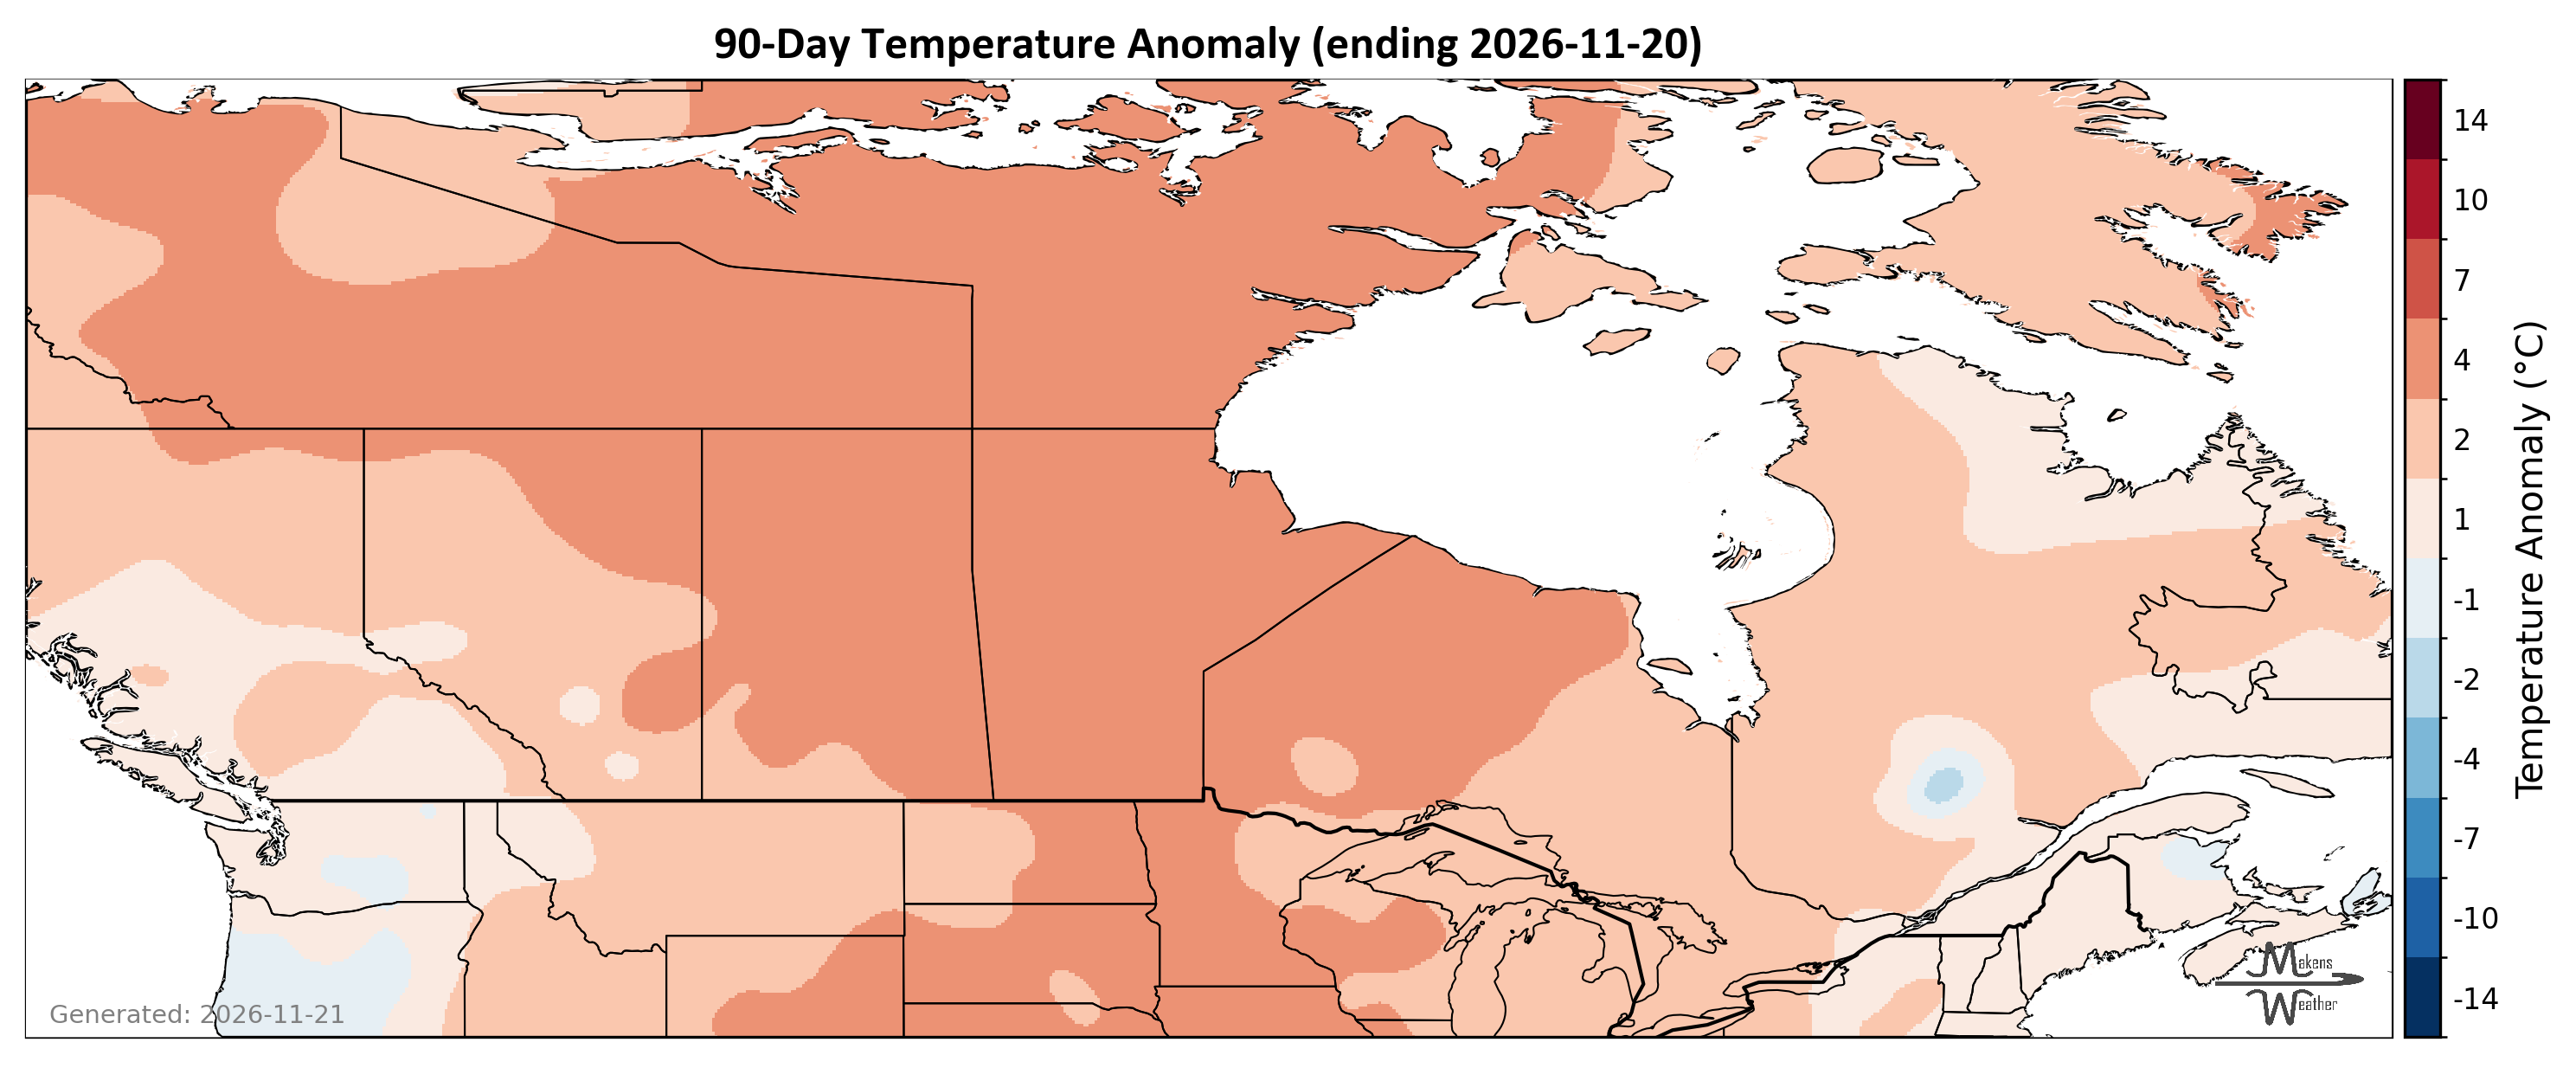 90-Day Temperature Anomaly (ending 2026-11-20)
14
10
7
4
2
1
-1
-2
-4
-7
-10
-14
Temperature Anomaly (°C)
Generated: 2026-11-21
Makens
Weather